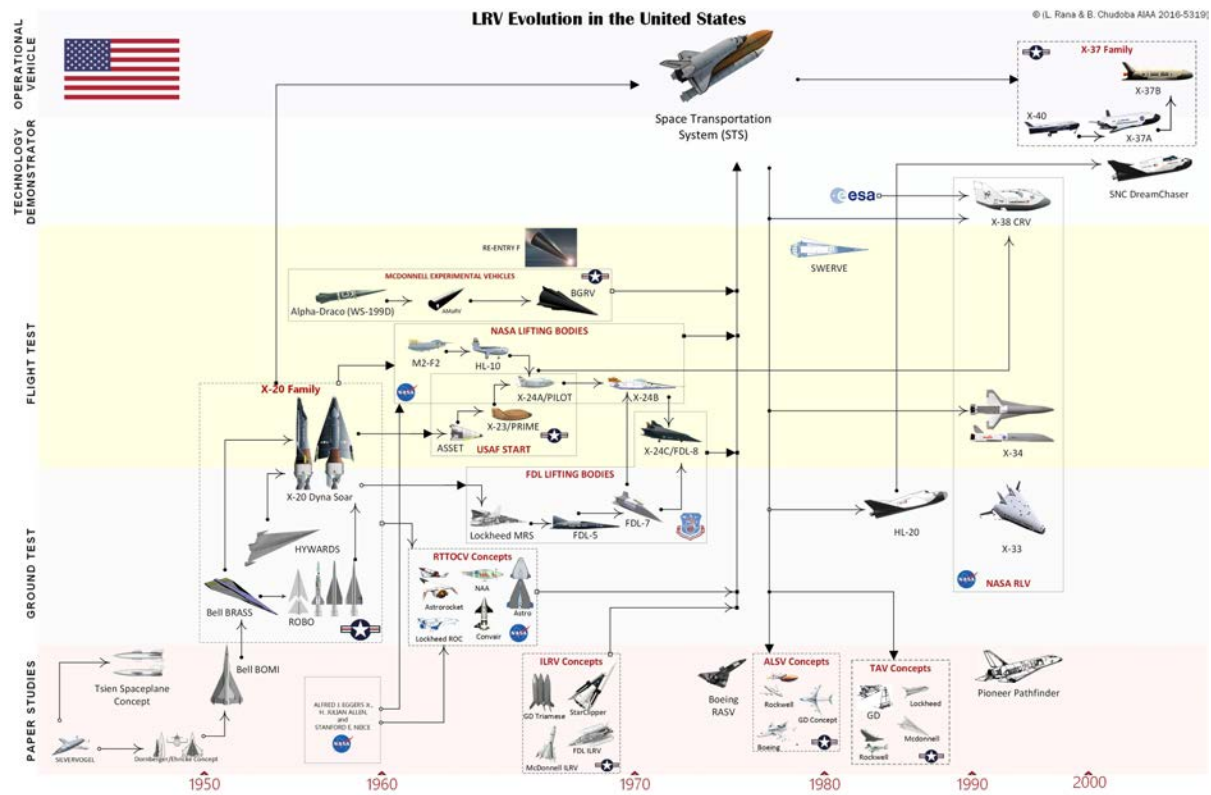 LRV Evolution in the United States
© (L. Rana & B. Chudoba AIAA 2016-5319)
OPERATIONAL
VEHICLE
TECHNOLOGY
DEMONSTRATOR
FLIGHT TEST
GROUND TEST
PAPER STUDIES
Space Transportation
System (STS)
X-37 Family
X-37B
X-40
X-37A
SNC DreamChaser
esa
X-38 CRV
SWERVE
RE-ENTRY F
MCDONNELL EXPERIMENTAL VEHICLES
BGRV
Alpha-Draco (WS-199D)
AMaRV
NASA LIFTING BODIES
M2-F2
HL-10
NASA
X-24A/PILOT
X-24B
X-23/PRIME
ASSET
USAF START
X-24C/FDL-8
X-20 Family
X-20 Dyna Soar
HYWARDS
Bell BRASS
ROBO
FDL LIFTING BODIES
Lockheed MRS
FDL-5
FDL-7
X-34
HL-20
X-33
NASA
NASA RLV
RTTOCV Concepts
NAA
Astrorocket
Astro
Lockheed ROC
Convair
NASA
Tsien Spaceplane
Concept
Bell BOMI
SILVERVOGEL
Dornberger/Ehricke Concept
ALFRED J. EGGERS Jr.,
H. JULIAN ALLEN,
and
STANFORD E. NEICE
NASA
ILRV Concepts
GD Triamese
StarClipper
FDL ILRV
McDonnell ILRV
Boeing
RASV
ALSV Concepts
Rockwell
GD Concept
Boeing
TAV Concepts
GD
Lockheed
Mcdonnell
Rockwell
Pioneer Pathfinder
1950
1960
1970
1980
1990
2000